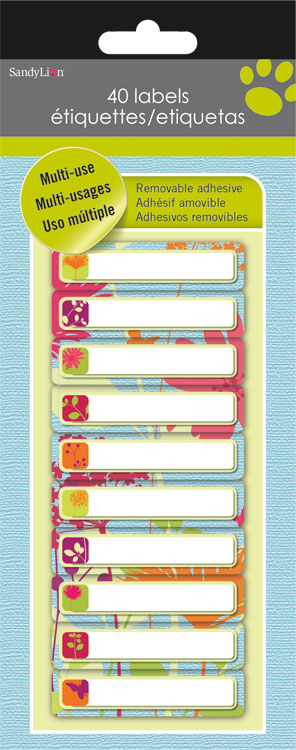 SandyLion
40 labels
étiquettes/etiquetas
Multi-use
Multi-usages
Uso múltiple
Removable adhesive
Adhésif amovible
Adhesivos removibles